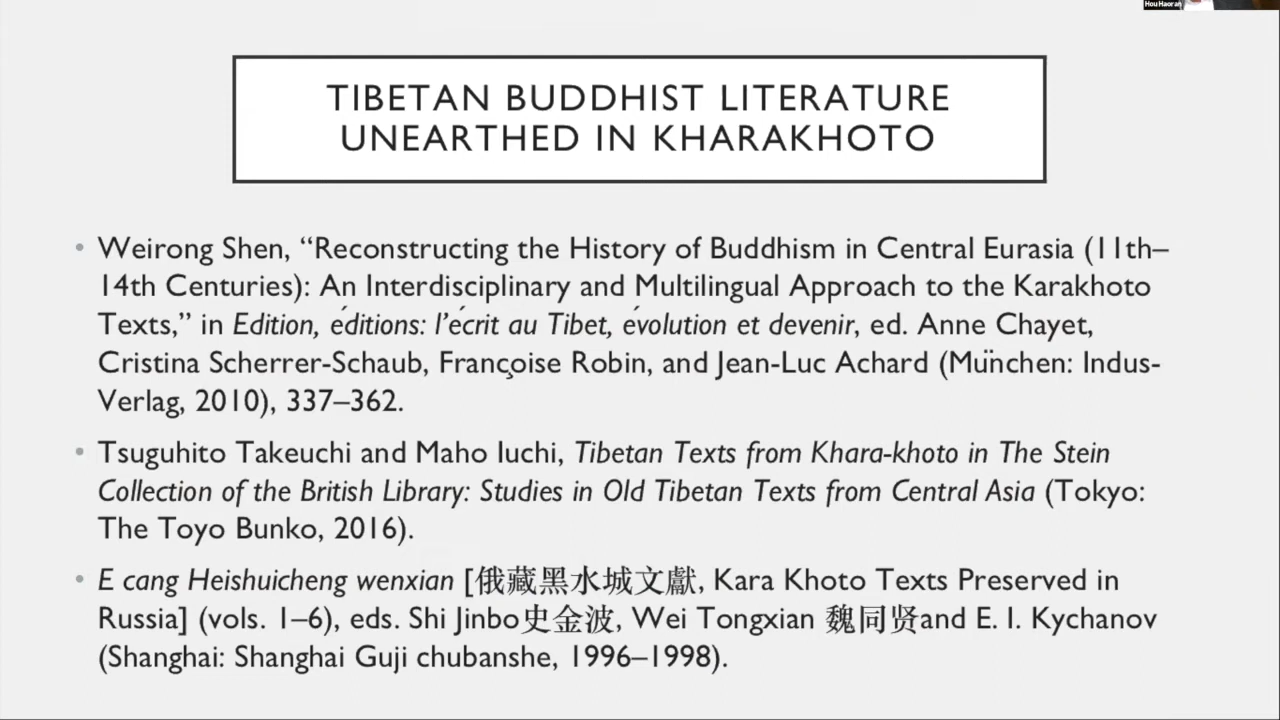 Hou Haoran
TIBETAN BUDDHIST LITERATURE
UNEARTHED IN KHARAKHOTO
• Weirong Shen, “Reconstructing the History of Buddhism in Central Eurasia (11th–
14th Centuries): An Interdisciplinary and Multilingual Approach to the Karakhoto
Texts,” in Edition, éditions: l’écrit au Tibet, évolution et devenir, ed. Anne Chayet,
Cristina Scherrer-Schaub, Françoise Robin, and Jean-Luc Achard (München: Indus-
Verlag, 2010), 337–362.
• Tsuguhito Takeuchi and Maho Iuchi, Tibetan Texts from Khara-khoto in The Stein
Collection of the British Library: Studies in Old Tibetan Texts from Central Asia (Tokyo:
The Toyo Bunko, 2016).
• E cang Heishuicheng wenxian [俄藏黑水城文獻, Kara Khoto Texts Preserved in
Russia] (vols. 1–6), eds. Shi Jinbo史金波, Wei Tongxian 魏同贤and E. I. Kychanov
(Shanghai: Shanghai Guji chubanshe, 1996–1998).